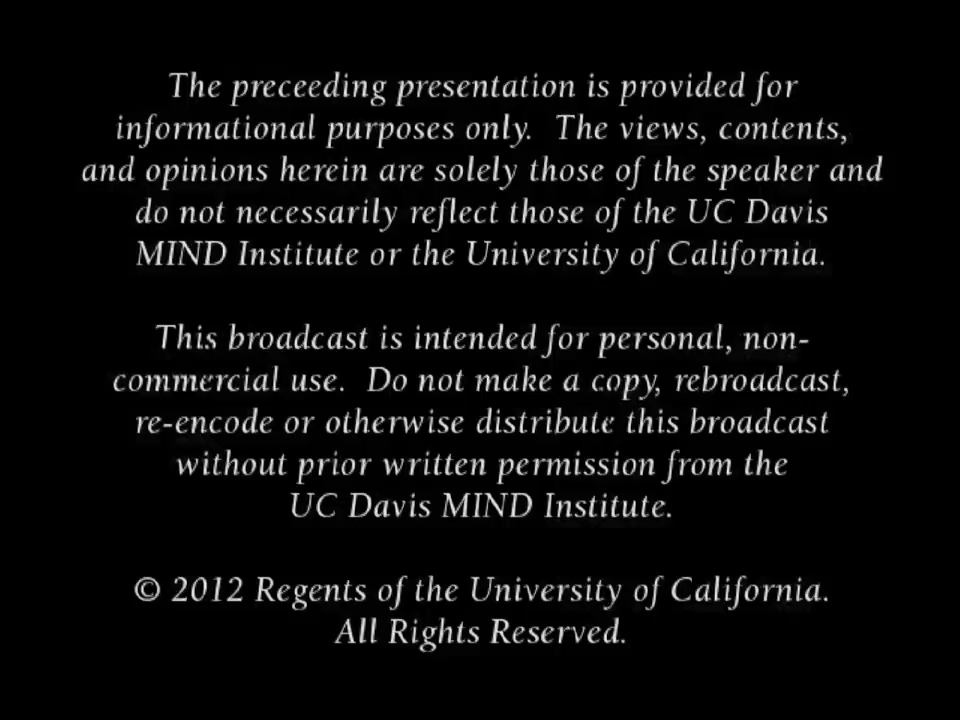 The preceeding presentation is provided for
informational purposes only.  The views, contents,
and opinions herein are solely those of the speaker and
do not necessarily reflect those of the UC Davis
MIND Institute or the University of California.
This broadcast is intended for personal, non-
commercial use.  Do not make a copy, rebroadcast,
re-encode or otherwise distribute this broadcast
without prior written permission from the
UC Davis MIND Institute.
© 2012 Regents of the University of California.
All Rights Reserved.